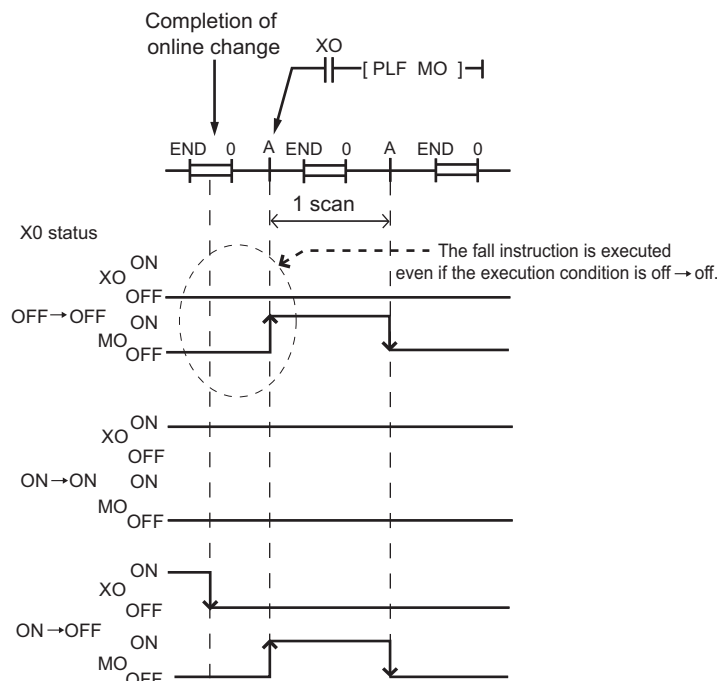 Completion of
online change
XO
[ PLF MO ]
END 0 A END 0 A END 0
1 scan
X0 status
The fall instruction is executed
even if the execution condition is off→off.
ON
XO
OFF
OFF→OFF
ON
MO
OFF
ON
XO
OFF
ON→ON
ON
MO
OFF
ON
XO
OFF
ON→OFF
ON
MO
OFF